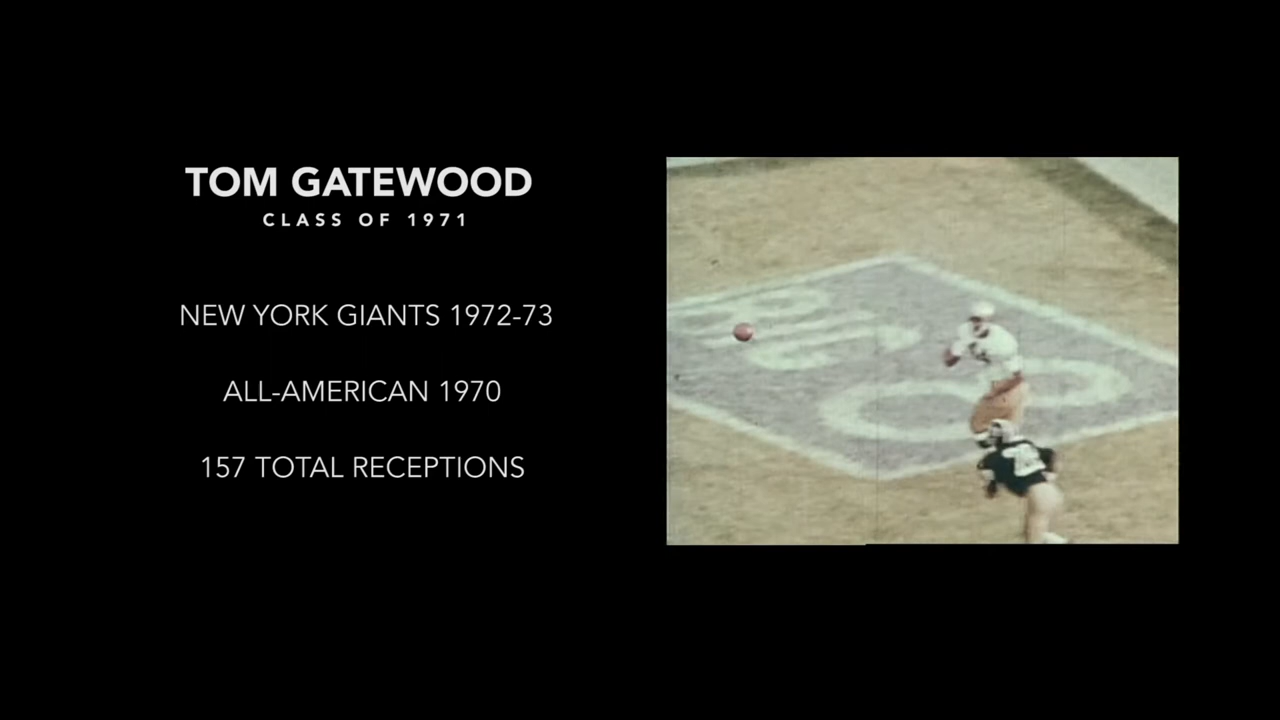 TOM GATEWOOD
CLASS OF 1971
NEW YORK GIANTS 1972-73
ALL-AMERICAN 1970
157 TOTAL RECEPTIONS